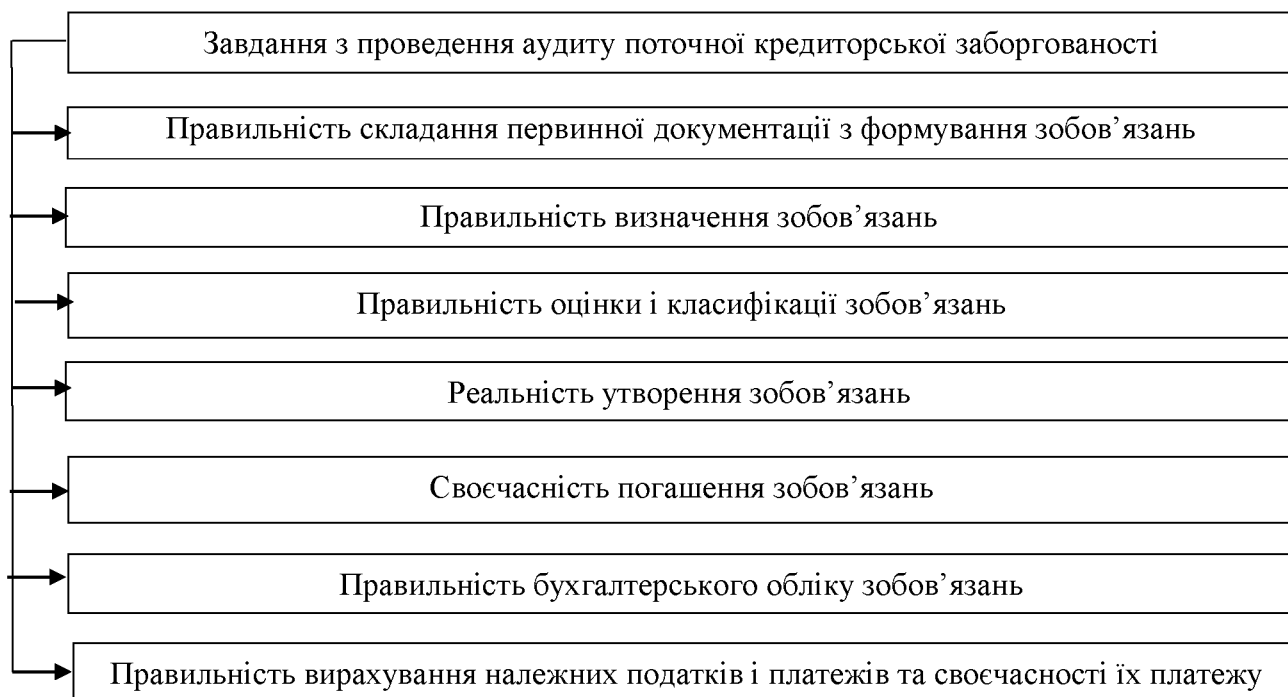 Завдання з проведення аудиту поточної кредиторської заборгованості
Правильність складання первинної документації з формування зобов’язань
Правильність визначення зобов’язань
Правильність оцінки і класифікації зобов’язань
Реальність утворення зобов’язань
Своєчасність погашення зобов’язань
Правильність бухгалтерського обліку зобов’язань
Правильність вирахування належних податків і платежів та своєчасності їх платежу